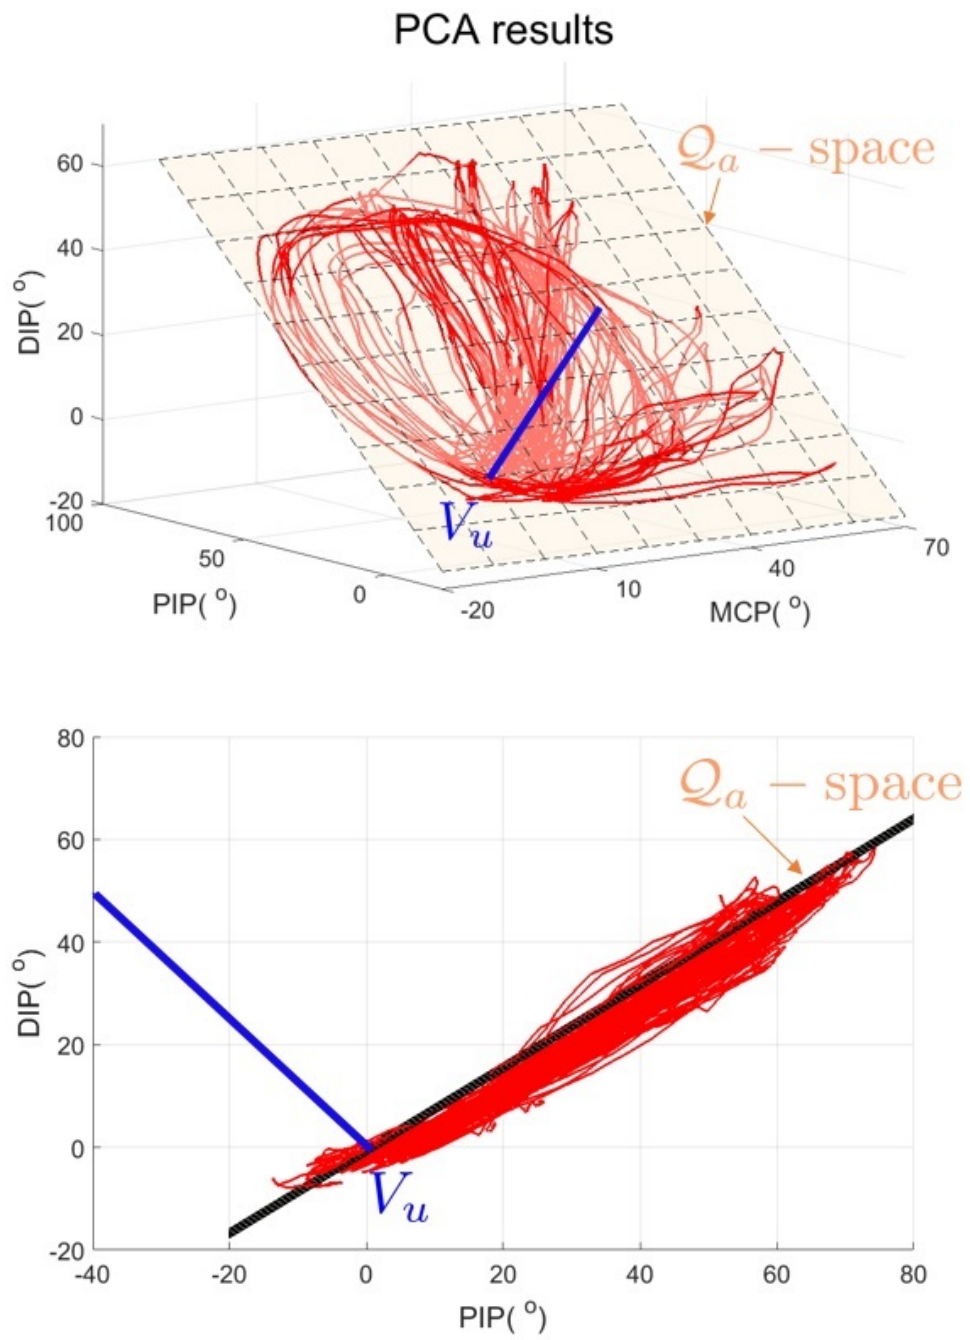 PCA results
𝒬ₐ − space
60
40
20
0
-20
DIP( º)
100
50
0
PIP( º)
-20
10
40
70
MCP( º)
Vᵤ
80
60
40
20
0
-20
DIP( º)
𝒬ₐ − space
Vᵤ
-40
-20
0
20
40
60
80
PIP( º)